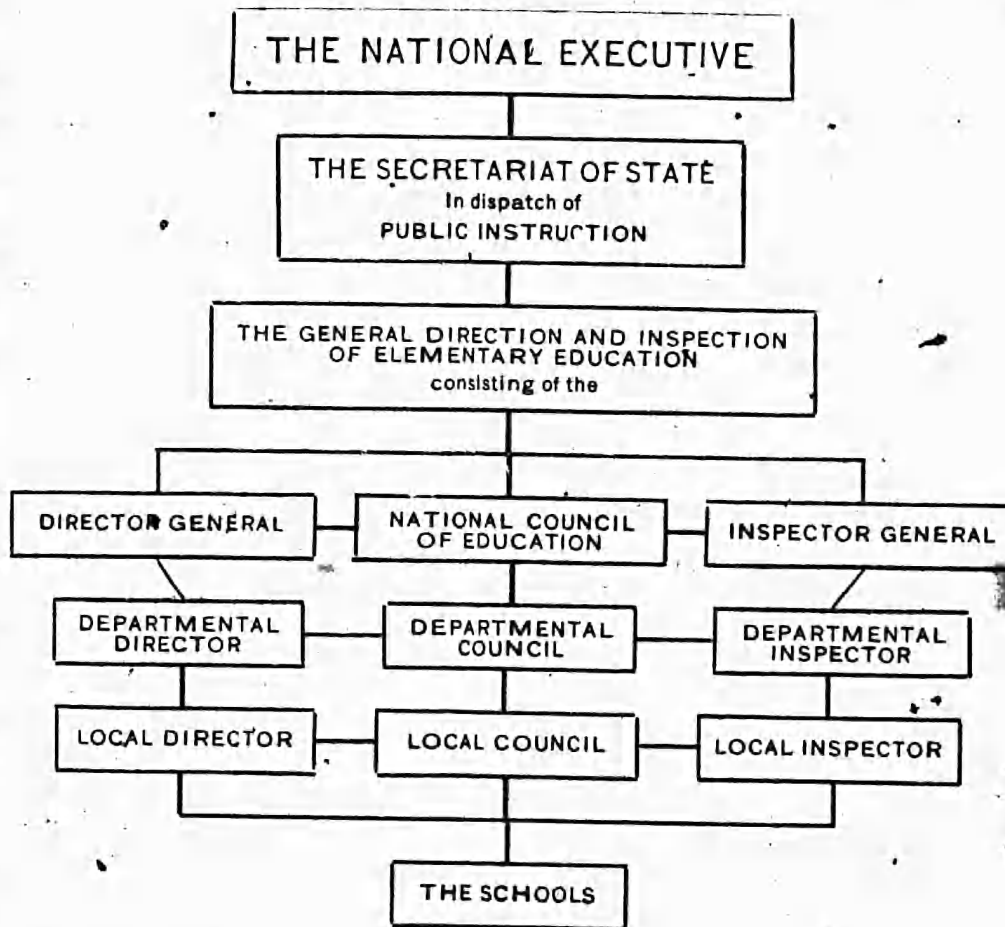 THE NATIONAL EXECUTIVE
THE SECRETARIAT OF STATE
In dispatch of
PUBLIC INSTRUCTION
THE GENERAL DIRECTION AND INSPECTION
OF ELEMENTARY EDUCATION
consisting of the
DIRECTOR GENERAL
NATIONAL COUNCIL
OF EDUCATION
INSPECTOR GENERAL
DEPARTMENTAL
DIRECTOR
DEPARTMENTAL
COUNCIL
DEPARTMENTAL
INSPECTOR
LOCAL DIRECTOR
LOCAL COUNCIL
LOCAL INSPECTOR
THE SCHOOLS